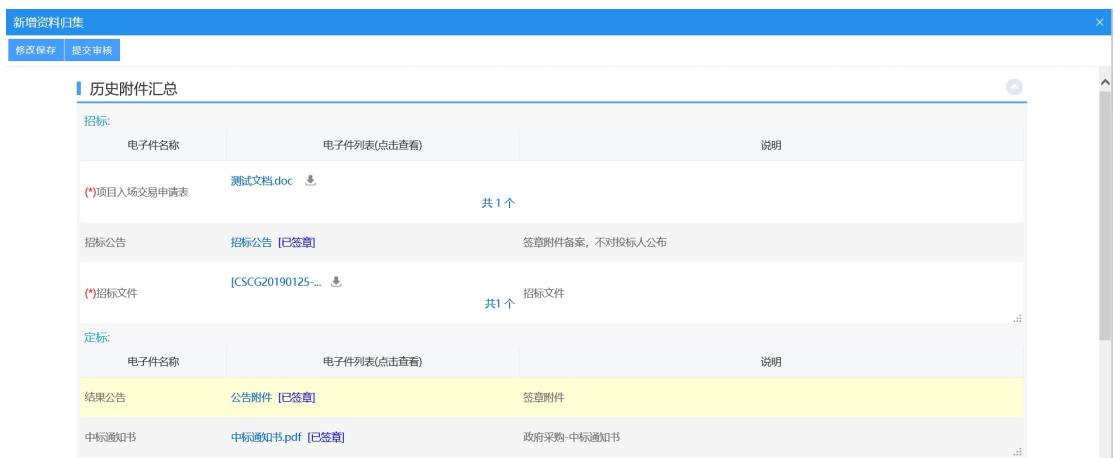 新增资料归集
修改保存 提交审核
历史附件汇总
招标:
电子件名称 电子件列表(点击查看) 说明
(*)项目入场交易申请表 测试文档.doc
共 1 个
招标公告 招标公告 [已签章] 签章附件备案，不对投标人公布
(*)招标文件 [CSCG20190125-... 招标文件
共1 个
定标:
电子件名称 电子件列表(点击查看) 说明
结果公告 公告附件 [已签章] 签章附件
中标通知书 中标通知书.pdf [已签章] 政府采购-中标通知书